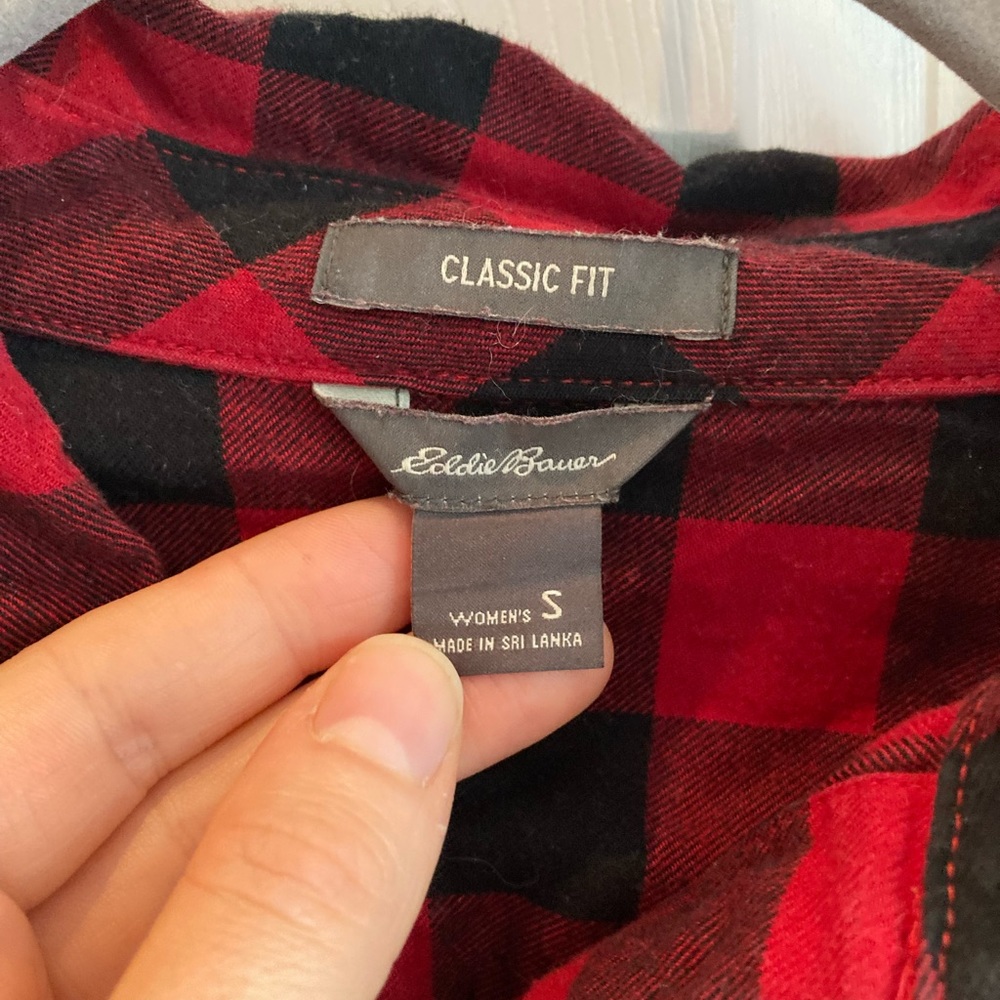 CLASSIC FIT
Eddie Bauer
WOMEN'S S
MADE IN SRI LANKA